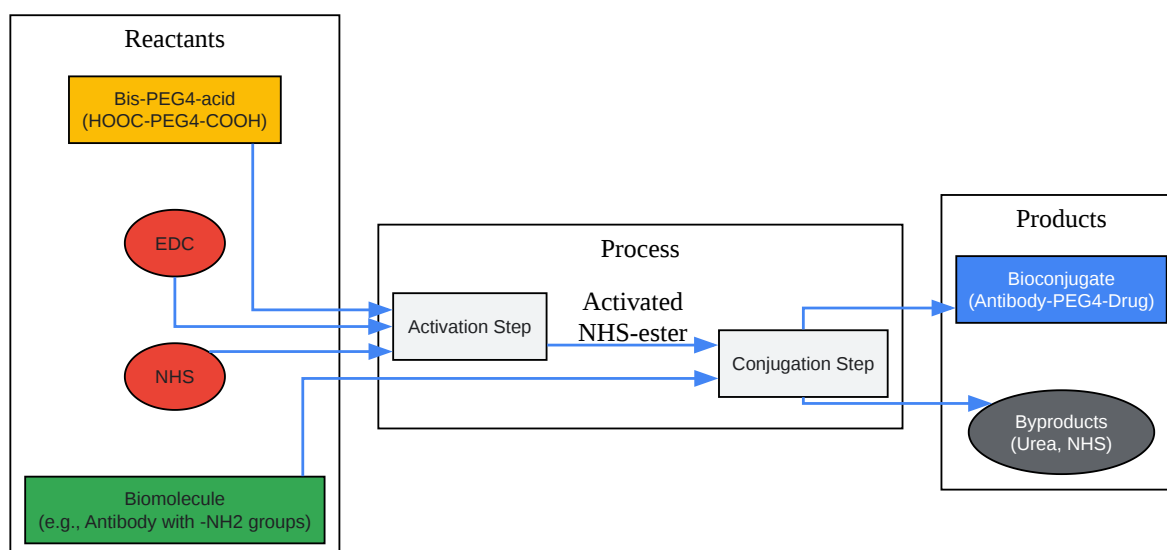 Reactants
Bis-PEG4-acid
(HOOC-PEG4-COOH)
EDC
NHS
Biomolecule
(e.g., Antibody with -NH2 groups)
Process
Activation Step
Activated
NHS-ester
Conjugation Step
Products
Bioconjugate
(Antibody-PEG4-Drug)
Byproducts
(Urea, NHS)